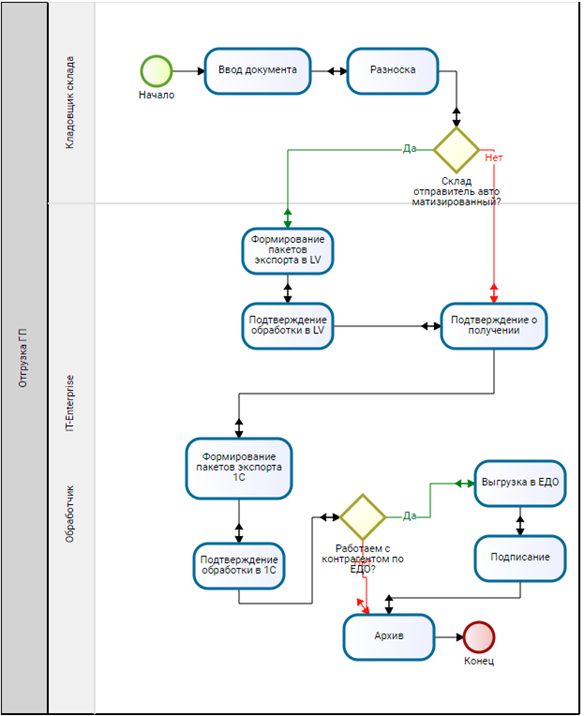 Отгрузка ГП
Кладовщик склада
Начало
Ввод документа
Разноска
Да
Нет
Склад
отправитель авто
матизированный?
IT-Enterprise
Обработчик
Формирование
пакетов
экспорта в LV
Подтверждение
обработки в LV
Подтверждение о
получении
Формирование
пакетов экспорта
1С
Подтверждение
обработки в 1С
Работаем с
контрагентом по
ЕДО?
Да
Нет
Выгрузка в ЕДО
Подписание
Архив
Конец